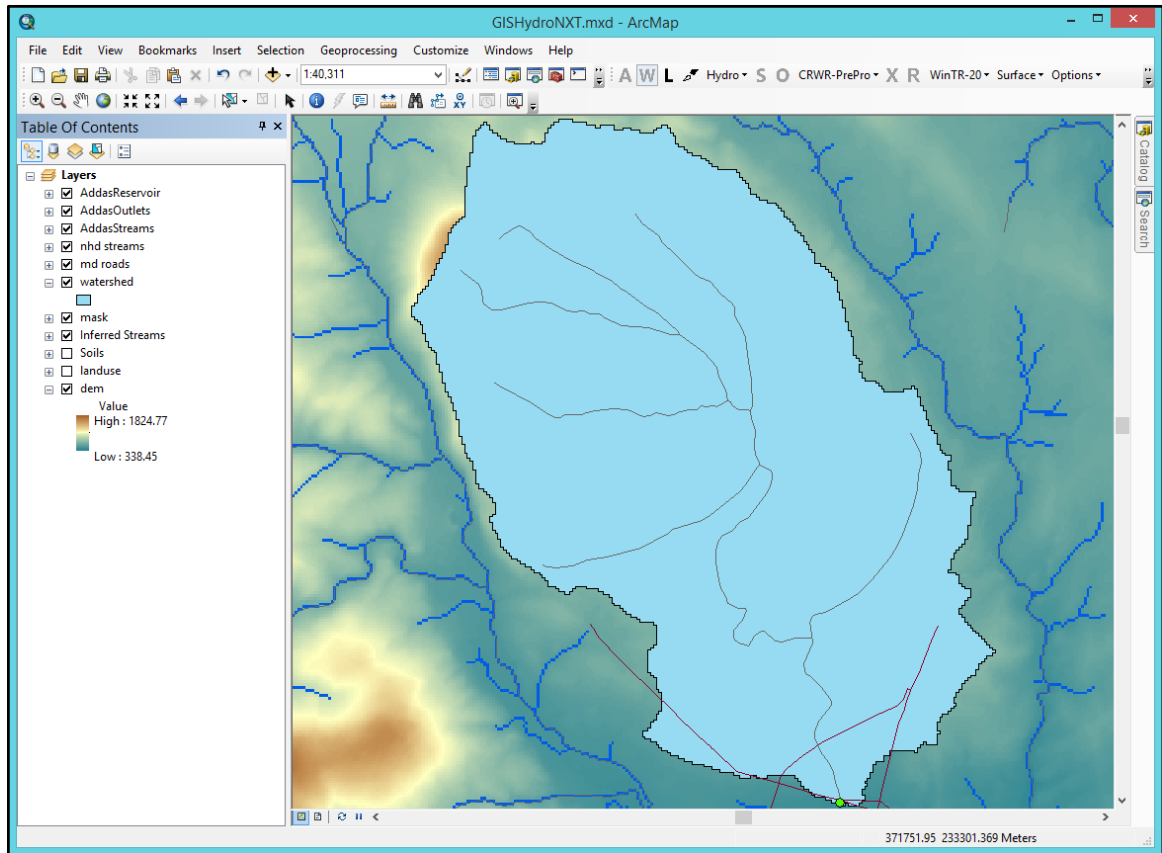 GISHydroNXT.mxd - ArcMap
File Edit View Bookmarks Insert Selection Geoprocessing Customize Windows Help
1:40,311 A W L Hydro S O CRWR-PrePro X R WinTR-20 Surface Options
XY
Table Of Contents
Layers
AddasReservoir
AddasOutlets
AddasStreams
nhd streams
md roads
watershed
mask
Inferred Streams
Soils
landuse
dem
Value
High : 1824.77
Low : 338.45
Catalog
Search
371751.95 233301.369 Meters